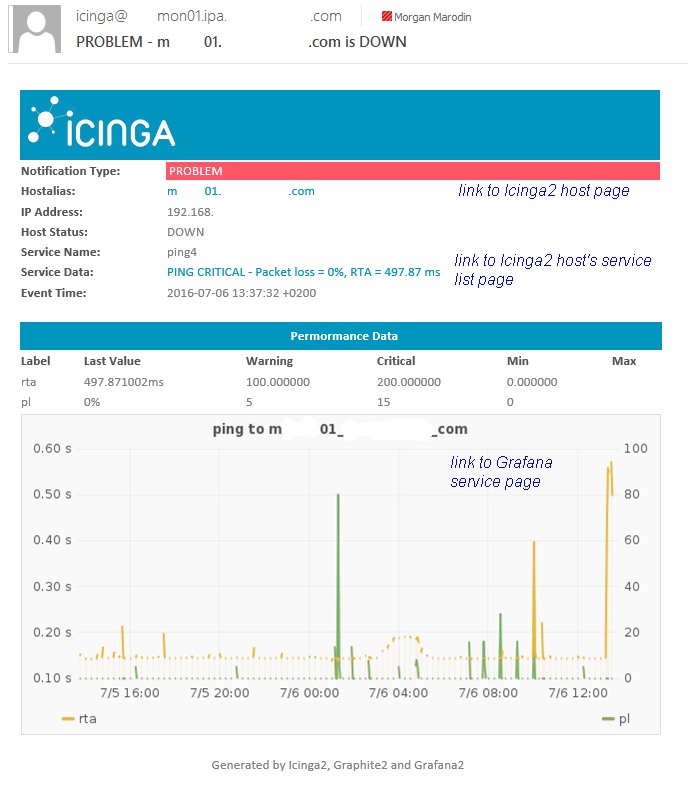 icinga@ mon01.ipa. .com Morgan Marodin
PROBLEM - m 01. .com is DOWN
icinga
Notification Type: PROBLEM
Hostalias: m 01. .com link to Icinga2 host page
IP Address: 192.168.
Host Status: DOWN
Service Name: ping4
Service Data: PING CRITICAL - Packet loss = 0%, RTA = 497.87 ms
link to Icinga2 host's service
list page
Event Time: 2016-07-06 13:37:32 +0200
Permormance Data
Label Last Value Warning Critical Min Max
rta 497.871002ms 100.000000 200.000000 0.000000
pl 0% 5 15 0
ping to m 01_ _com
link to Grafana
service page
0.60 s 100
0.50 s 80
0.40 s 60
0.30 s 40
0.20 s 20
0.10 s 0
7/5 16:00 7/5 20:00 7/6 00:00 7/6 04:00 7/6 08:00 7/6 12:00
rta pl
Generated by Icinga2, Graphite2 and Grafana2